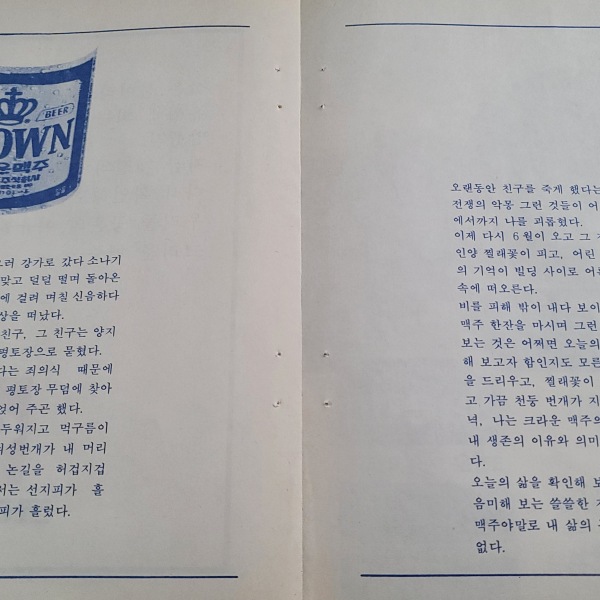 BEER
OWN
운맥주
그러 강가로 갔다 소나기
맞고 덜덜 떨며 돌아온
에 걸려 며칠 신음하다
상을 떠났다.
친구, 그 친구는 양지
평토장으로 묻혔다.
다는 죄의식 때문에
평토장 무덤에 찾아
얹어 주곤 했다.
두워지고 먹구름이
성번개가 내 머리
논길을 허겁지겁
서는 선지피가 흘
피가 흘렀다.
오랜동안 친구를 죽게 했다는
전쟁의 악몽 그런 것들이 어
에서까지 나를 괴롭혔다.
이제 다시 6월이 오고 그
인양 찔래꽃이 피고, 어린
의 기억이 빌딩 사이로 어른
속에 떠오른다.
비를 피해 밖이 내다 보이
맥주 한잔을 마시며 그런
보는 것은 어쩌면 오늘의
해 보고자 함인지도 모른
을 드리우고, 찔래꽃이
고 가끔 천둥 번개가 지
녁, 나는 크라운 맥주의
내 생존의 이유와 의미
다.
오늘의 삶을 확인해 보
음미해 보는 쓸쓸한
맥주야말로 내 삶의
없다.